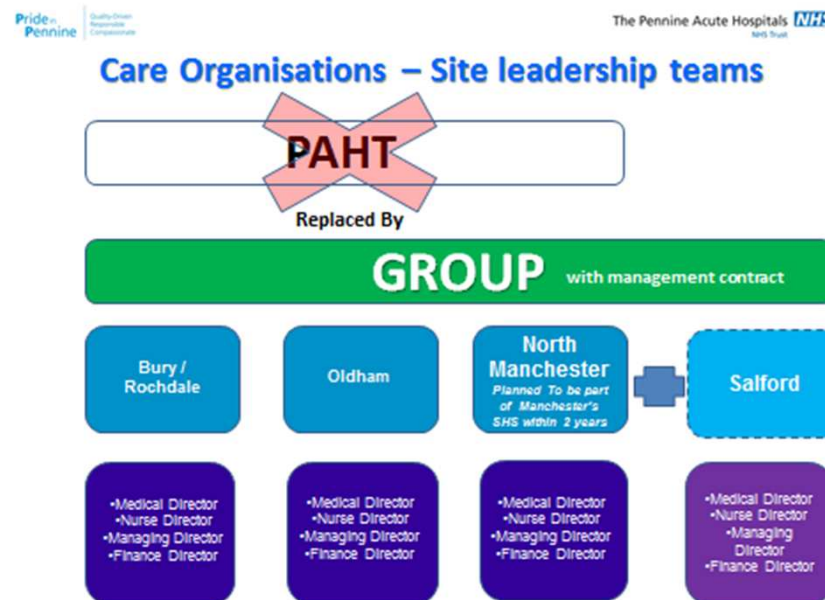 Pride in
Pennine
Quality-Driven
Responsible
Compassionate
The Pennine Acute Hospitals NHS
NHS Trust
Care Organisations – Site leadership teams
PAHT
Replaced By
GROUP with management contract
Bury /
Rochdale
Oldham
North
Manchester
Planned To be part
of Manchester's
SHS within 2 years
Salford
•Medical Director
•Nurse Director
•Managing Director
•Finance Director
•Medical Director
•Nurse Director
•Managing Director
•Finance Director
•Medical Director
•Nurse Director
•Managing Director
•Finance Director
•Medical Director
•Nurse Director
•Managing
Director
•Finance Director